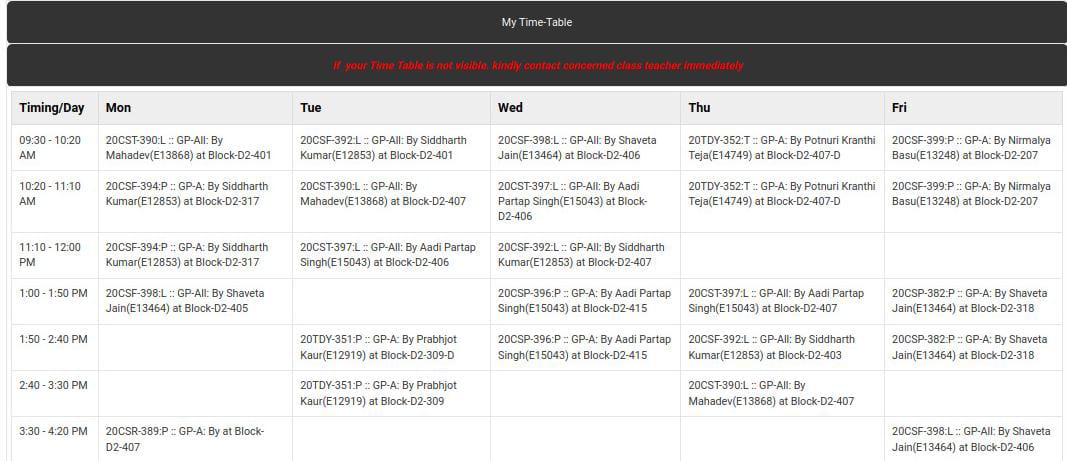 My Time-Table
If your Time Table is not visible. kindly contact concerned class teacher immediately
Timing/Day Mon Tue Wed Thu Fri
09:30 - 10:20
AM
20CST-390:L :: GP-All: By
Mahadev(E13868) at Block-D2-401
20CSF-392:L :: GP-All: By Siddharth
Kumar(E12853) at Block-D2-401
20CSF-398:L :: GP-All: By Shaveta
Jain(E13464) at Block-D2-406
20TDY-352:T :: GP-A: By Potnuri Kranthi
Teja(E14749) at Block-D2-407-D
20CSF-399:P :: GP-A: By Nirmalya
Basu(E13248) at Block-D2-207
10:20 - 11:10
AM
20CSF-394:P :: GP-A: By Siddharth
Kumar(E12853) at Block-D2-317
20CST-390:L :: GP-All: By
Mahadev(E13868) at Block-D2-407
20CST-397:L :: GP-All: By Aadi
Partap Singh(E15043) at Block-
D2-406
20TDY-352:T :: GP-A: By Potnuri Kranthi
Teja(E14749) at Block-D2-407-D
20CSF-399:P :: GP-A: By Nirmalya
Basu(E13248) at Block-D2-207
11:10 - 12:00
PM
20CSF-394:P :: GP-A: By Siddharth
Kumar(E12853) at Block-D2-317
20CST-397:L :: GP-All: By Aadi Partap
Singh(E15043) at Block-D2-406
20CSF-392:L :: GP-All: By Siddharth
Kumar(E12853) at Block-D2-407
1:00 - 1:50 PM
20CSF-398:L :: GP-All: By Shaveta
Jain(E13464) at Block-D2-405
20CSP-396:P :: GP-A: By Aadi Partap
Singh(E15043) at Block-D2-415
20CST-397:L :: GP-All: By Aadi Partap
Singh(E15043) at Block-D2-407
20CSP-382:P :: GP-A: By Shaveta
Jain(E13464) at Block-D2-318
1:50 - 2:40 PM
20TDY-351:P :: GP-A: By Prabhjot
Kaur(E12919) at Block-D2-309-D
20CSP-396:P :: GP-A: By Aadi Partap
Singh(E15043) at Block-D2-415
20CSF-392:L :: GP-All: By Siddharth
Kumar(E12853) at Block-D2-403
20CSP-382:P :: GP-A: By Shaveta
Jain(E13464) at Block-D2-318
2:40 - 3:30 PM
20TDY-351:P :: GP-A: By Prabhjot
Kaur(E12919) at Block-D2-309
20CST-390:L :: GP-All: By
Mahadev(E13868) at Block-D2-407
3:30 - 4:20 PM
20CSR-389:P :: GP-A: By at Block-
D2-407
20CSF-398:L :: GP-All: By Shaveta
Jain(E13464) at Block-D2-406